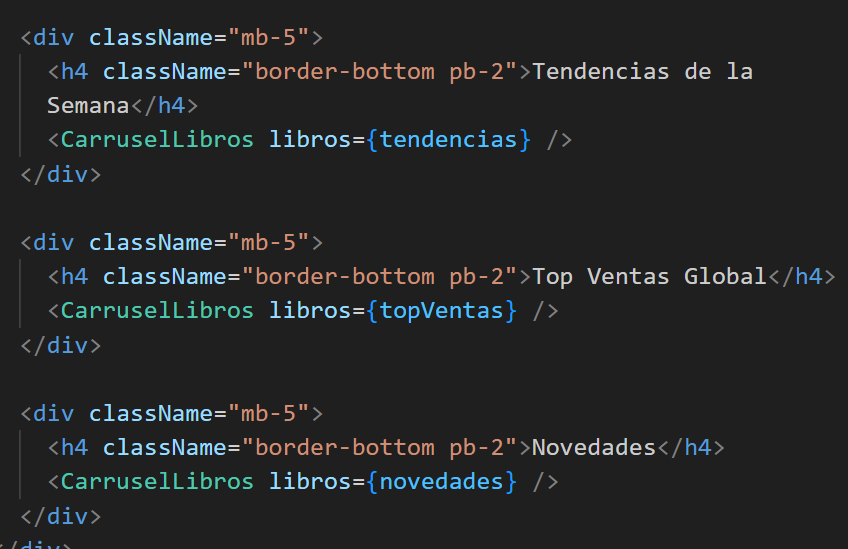 <div className="mb-5">
<h4 className="border-bottom pb-2">Tendencias de la
Semana</h4>
<CarruselLibros libros={tendencias} />
</div>
<div className="mb-5">
<h4 className="border-bottom pb-2">Top Ventas Global</h4>
<CarruselLibros libros={topVentas} />
</div>
<div className="mb-5">
<h4 className="border-bottom pb-2">Novedades</h4>
<CarruselLibros libros={novedades} />
</div>
</div>